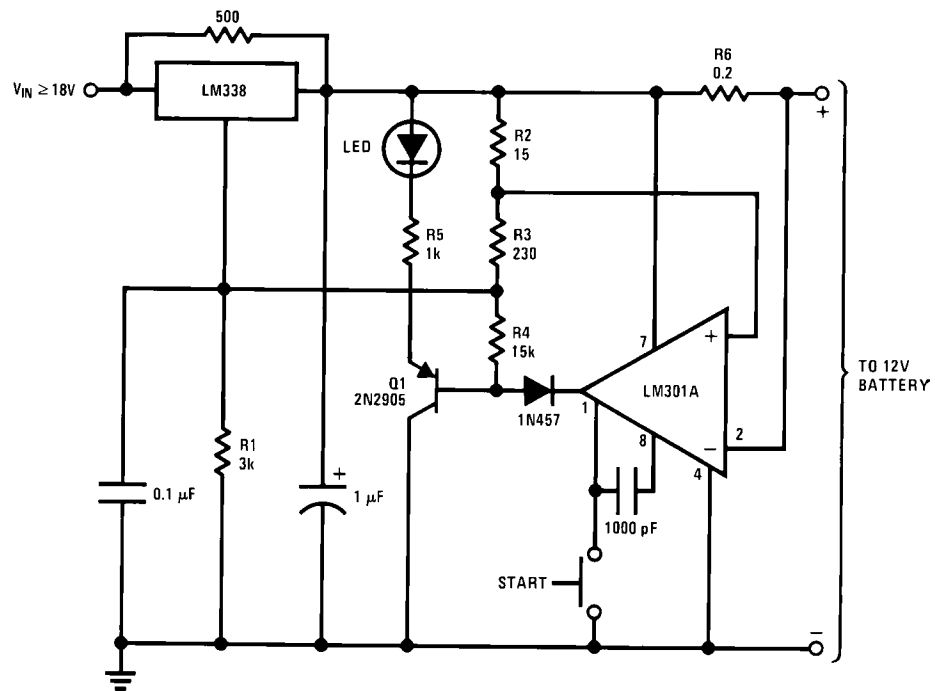 500
V_IN ≥ 18V
LM338
R6
0.2
+
LED
R2
15
R5
1k
R3
230
R4
15k
7
+
TO 12V
BATTERY
Q1
2N2905
1N457
1
LM301A
8
−
2
4
R1
3k
0.1 μF
+
1 μF
1000 pF
START
−